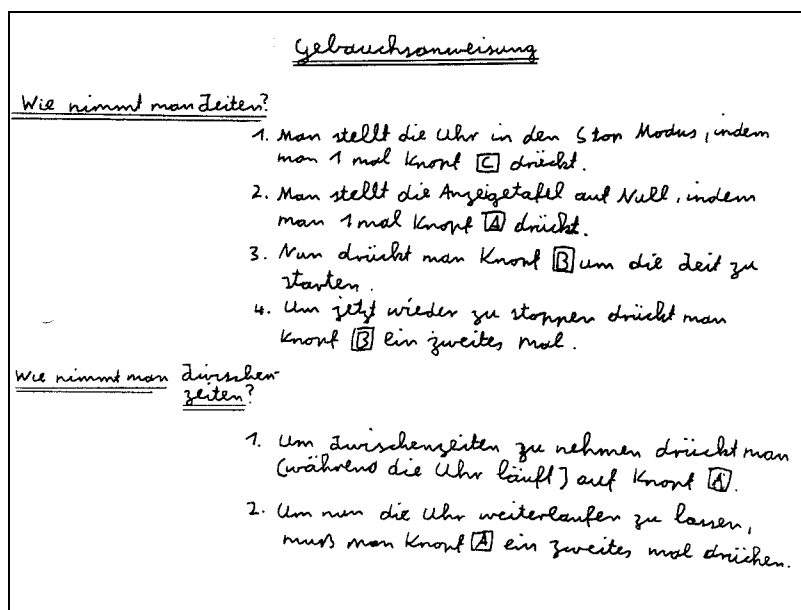 Gebauchsanweisung
Wie nimmt man Zeiten?
1. Man stellt die Uhr in den Stop Modus, indem
man 1 mal Knopf C drückt.
2. Man stellt die Anzeigetafel auf Null, indem
man 1 mal Knopf A drückt.
3. Nun drückt man Knopf B um die Zeit zu
starten.
4. Um jetzt wieder zu stoppen drückt man
Knopf B ein zweites mal.
Wie nimmt man Zwischen-
zeiten?
1. Um Zwischenzeiten zu nehmen drückt man
(während die Uhr läuft) auf Knopf A.
2. Um nun die Uhr weiterlaufen zu lassen,
muß man Knopf A ein zweites mal drücken.